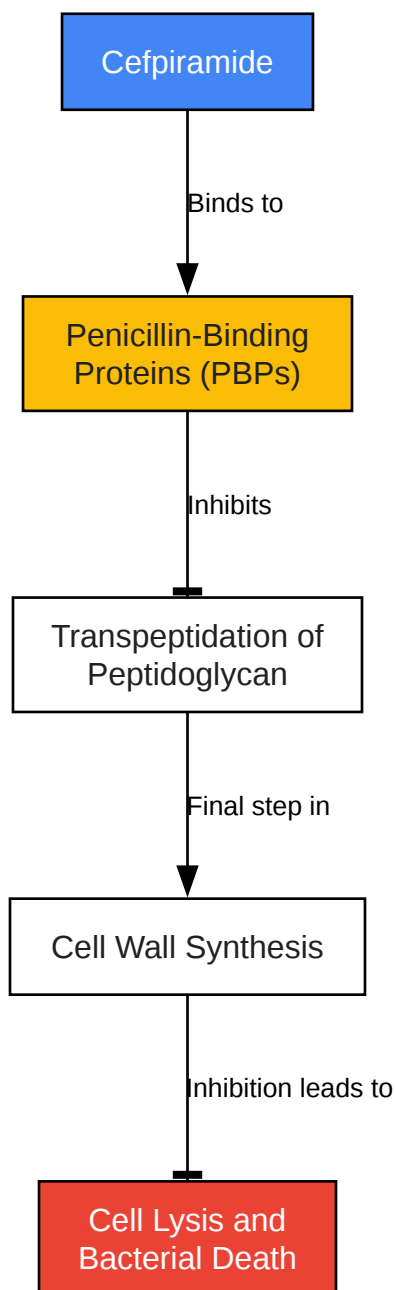 Cefpiramide
Binds to
Penicillin-Binding
Proteins (PBPs)
Inhibits
Transpeptidation of
Peptidoglycan
Final step in
Cell Wall Synthesis
Inhibition leads to
Cell Lysis and
Bacterial Death